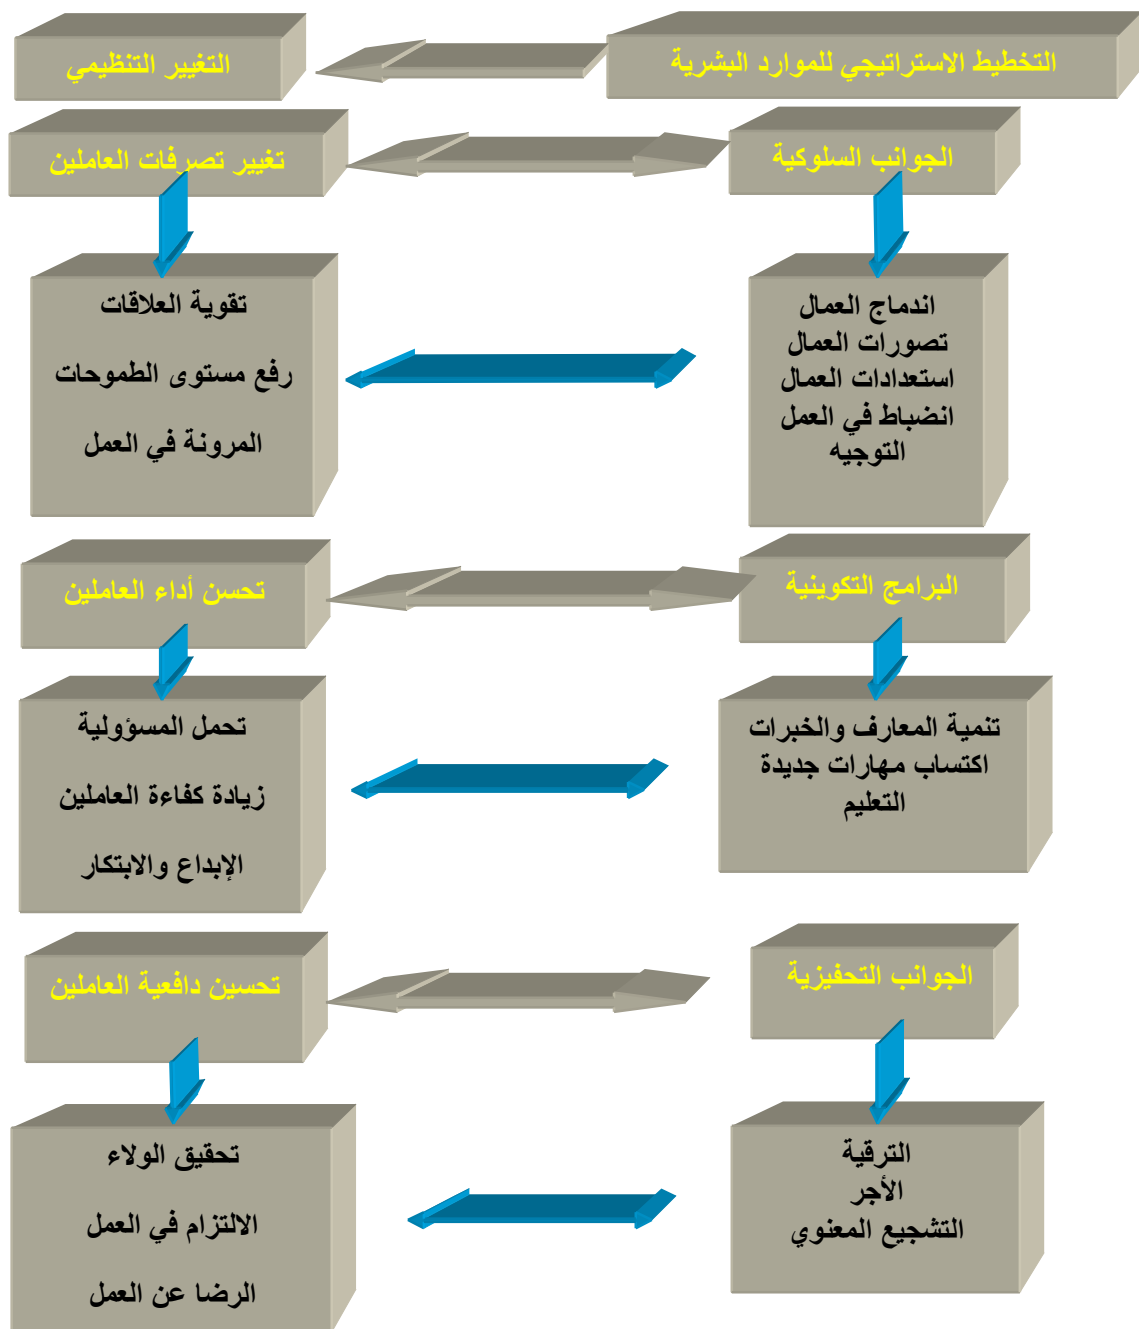 التخطيط الاستراتيجي للموارد البشرية
التغيير التنظيمي
الجوانب السلوكية
تغيير تصرفات العاملين
اندماج العمال
تصورات العمال
استعدادات العمال
انضباط في العمل
التوجيه
تقوية العلاقات
رفع مستوى الطموحات
المرونة في العمل
البرامج التكوينية
تحسن أداء العاملين
تنمية المعارف والخبرات
اكتساب مهارات جديدة
التعليم
تحمل المسؤولية
زيادة كفاءة العاملين
الإبداع والابتكار
الجوانب التحفيزية
تحسين دافعية العاملين
الترقية
الأجر
التشجيع المعنوي
تحقيق الولاء
الالتزام في العمل
الرضا عن العمل